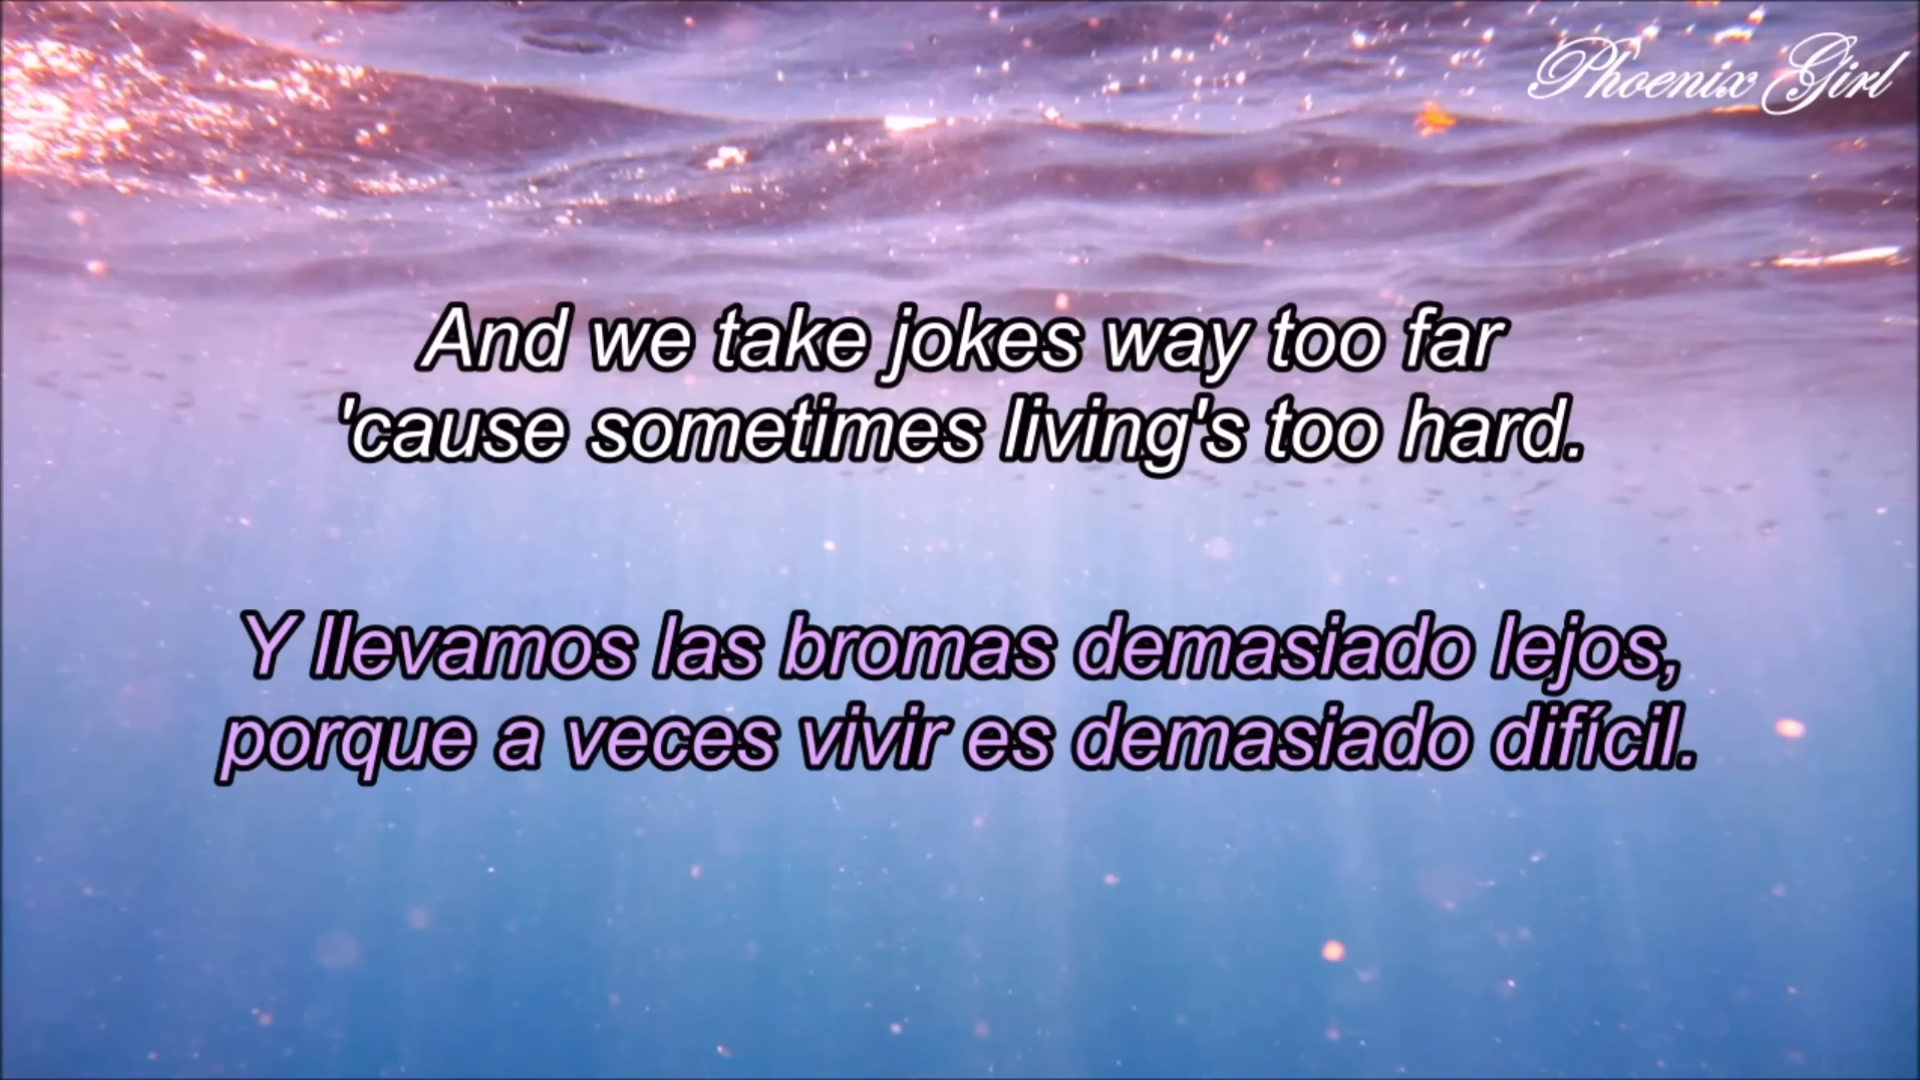 Phoenix Girl
And we take jokes way too far
'cause sometimes living's too hard.
Y llevamos las bromas demasiado lejos,
porque a veces vivir es demasiado difícil.